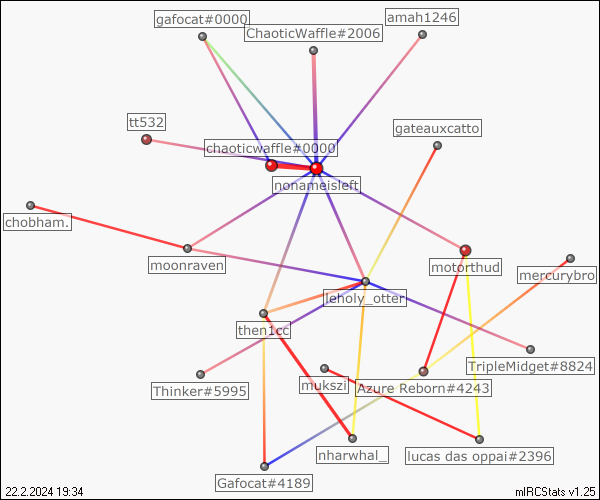 gafocat#0000
amah1246
ChaoticWaffle#2006
tt532
gateauxcatto
chaoticwaffle#0000
nonameisleft
chobham.
moonraven
motorthud
mercurybro
leholy_otter
then1cc
TripleMidget#8824
Thinker#5995
mukszi
Azure Reborn#4243
nharwhal_
lucas das oppai#2396
Gafocat#4189
22.2.2024 19:34
mIRCStats v1.25